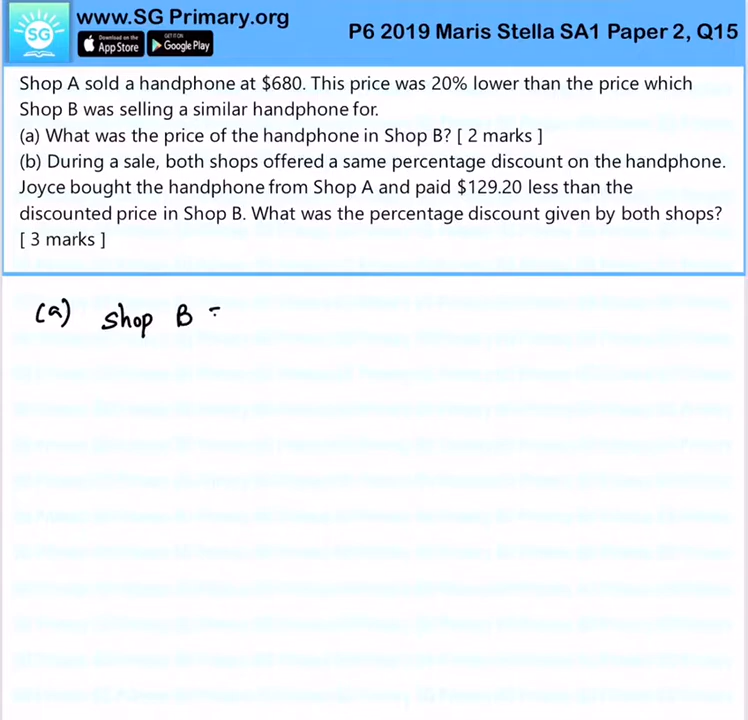 www.SG Primary.org
SG
Download on the
App Store
GET IT ON
Google Play
P6 2019 Maris Stella SA1 Paper 2, Q15
Shop A sold a handphone at $680. This price was 20% lower than the price which
Shop B was selling a similar handphone for.
(a) What was the price of the handphone in Shop B? [ 2 marks ]
(b) During a sale, both shops offered a same percentage discount on the handphone.
Joyce bought the handphone from Shop A and paid $129.20 less than the
discounted price in Shop B. What was the percentage discount given by both shops?
[ 3 marks ]
(a) Shop B :